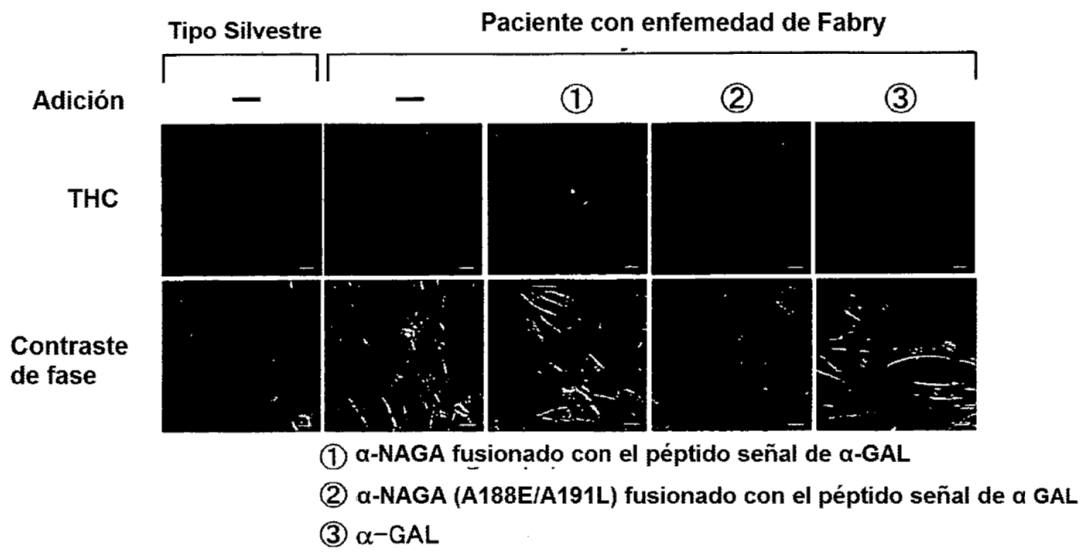 Tipo Silvestre
Paciente con enfemedad de Fabry
Adición — — ① ② ③
THC
Contraste
de fase
① α-NAGA fusionado con el péptido señal de α-GAL
② α-NAGA (A188E/A191L) fusionado con el péptido señal de α GAL
③ α-GAL